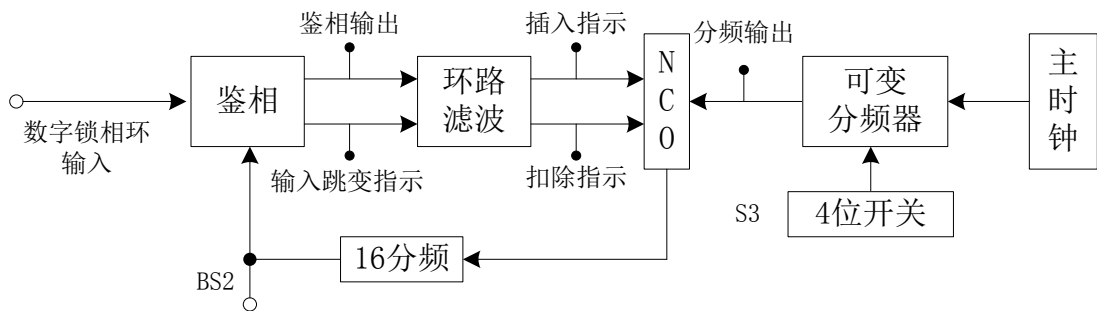 鉴相输出
插入指示
分频输出
数字锁相环
输入
鉴相
环路
滤波
N
C
O
可变
分频器
主
时
钟
输入跳变指示
扣除指示
S3
4位开关
16分频
BS2